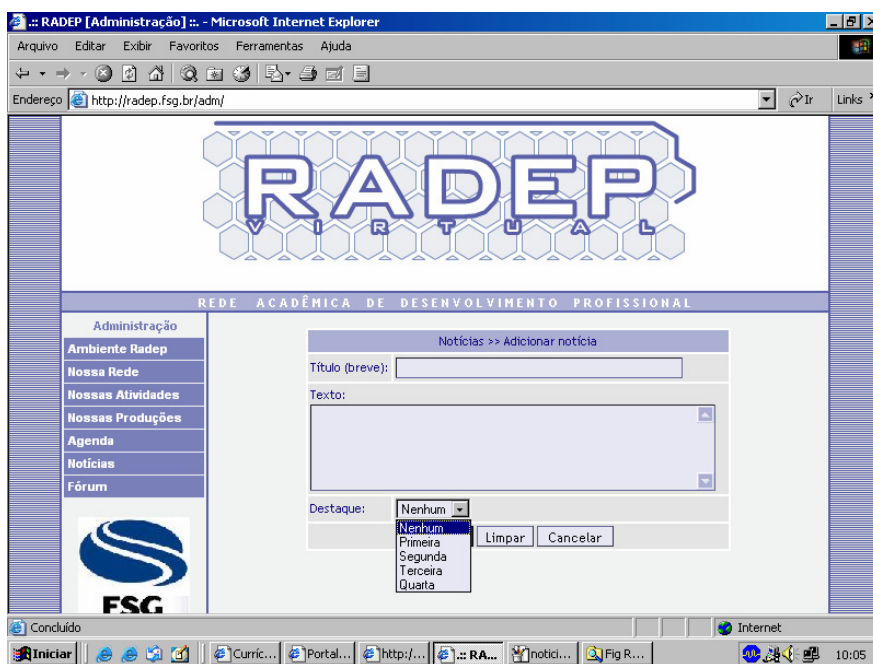 .:: RADEP [Administração] ::. - Microsoft Internet Explorer
Arquivo Editar Exibir Favoritos Ferramentas Ajuda
Endereço http://radep.fsg.br/adm/ Ir Links
RADEP
VIRTUAL
REDE ACADÊMICA DE DESENVOLVIMENTO PROFISSIONAL
Administração
Ambiente Radep
Nossa Rede
Nossas Atividades
Nossas Produções
Agenda
Notícias
Fórum
FSG
Notícias >> Adicionar notícia
Título (breve):
Texto:
Destaque: Nenhum
Nenhum
Primeira
Segunda
Terceira
Quarta
Limpar Cancelar
Concluído Internet
Iniciar Curríc... Portal... http:/... .:: RA... notici... Fig R... 10:05